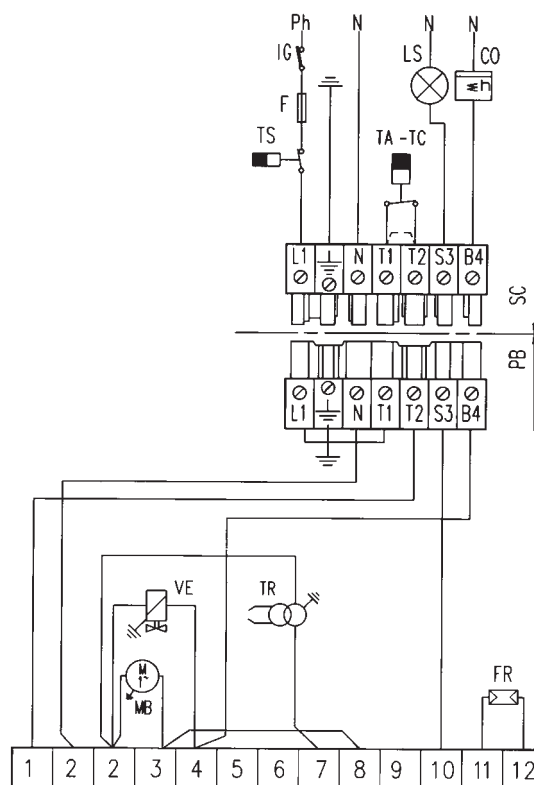 Ph N N N
IG LS CO
h
F
TS TA - TC
L1 N T1 T2 S3 B4
SC
PB
L1 N T1 T2 S3 B4
VE TR
M
1~
MB FR
1 2 2 3 4 5 6 7 8 9 10 11 12